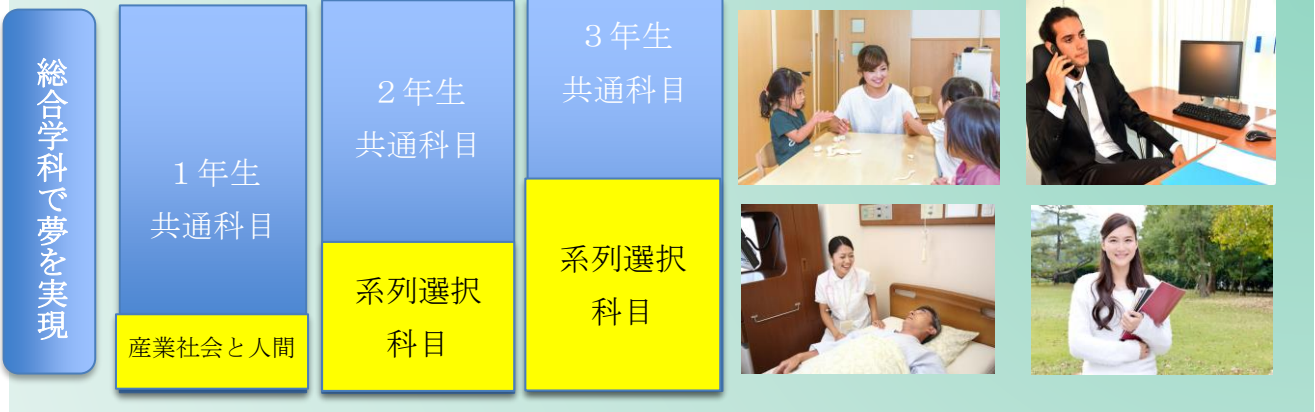 総合学科で夢を実現
１年生
共通科目
産業社会と人間
２年生
共通科目
系列選択
科目
３年生
共通科目
系列選択
科目